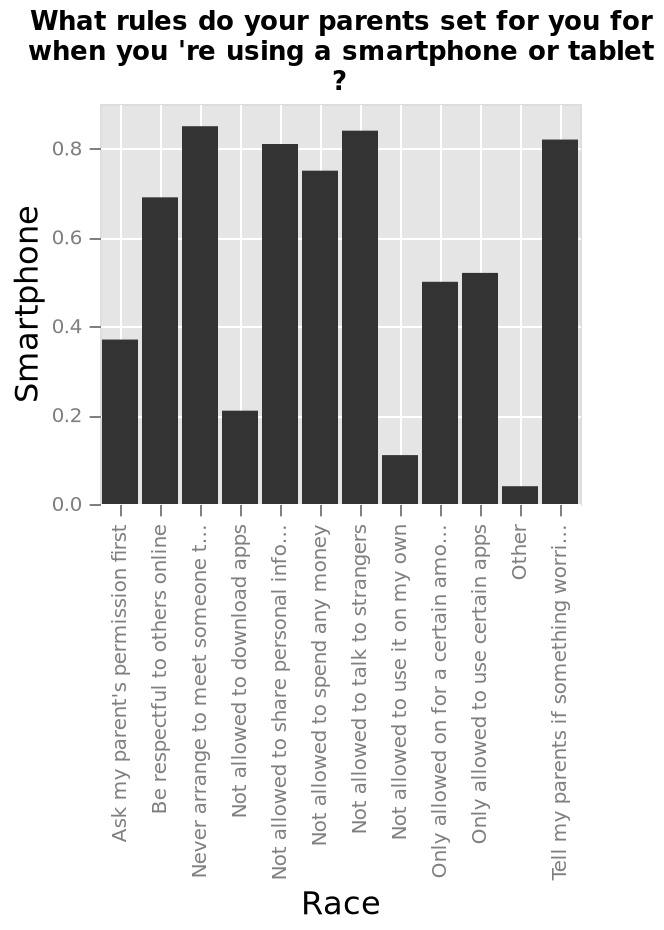 What rules do your parents set for you for
when you 're using a smartphone or tablet
?
Smartphone
0.8
0.6
0.4
0.2
0.0
Ask my parent's permission first
Be respectful to others online
Never arrange to meet someone t...
Not allowed to download apps
Not allowed to share personal info...
Not allowed to spend any money
Not allowed to talk to strangers
Not allowed to use it on my own
Only allowed on for a certain amo...
Only allowed to use certain apps
Other
Tell my parents if something worri...
Race